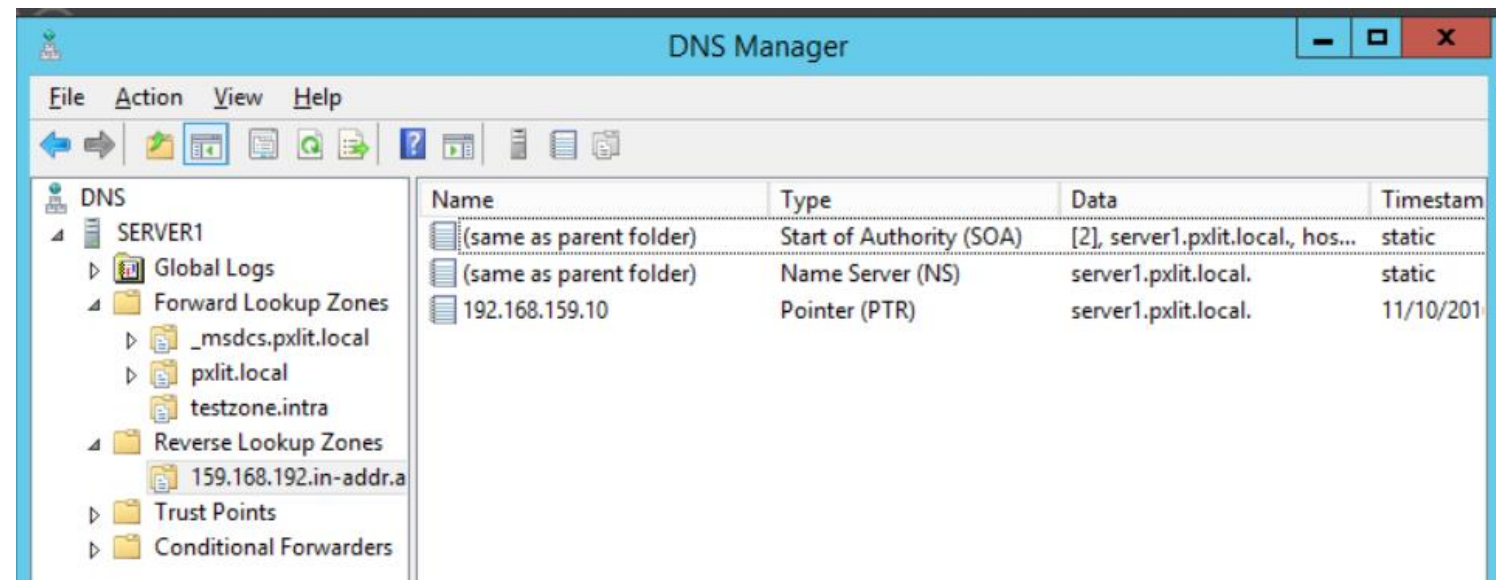 DNS Manager
File Action View Help
DNS
SERVER1
Global Logs
Forward Lookup Zones
_msdcs.pxlit.local
pxlit.local
testzone.intra
Reverse Lookup Zones
159.168.192.in-addr.a
Trust Points
Conditional Forwarders
Name Type Data Timestam
(same as parent folder) Start of Authority (SOA) [2], server1.pxlit.local., hos... static
(same as parent folder) Name Server (NS) server1.pxlit.local. static
192.168.159.10 Pointer (PTR) server1.pxlit.local. 11/10/201